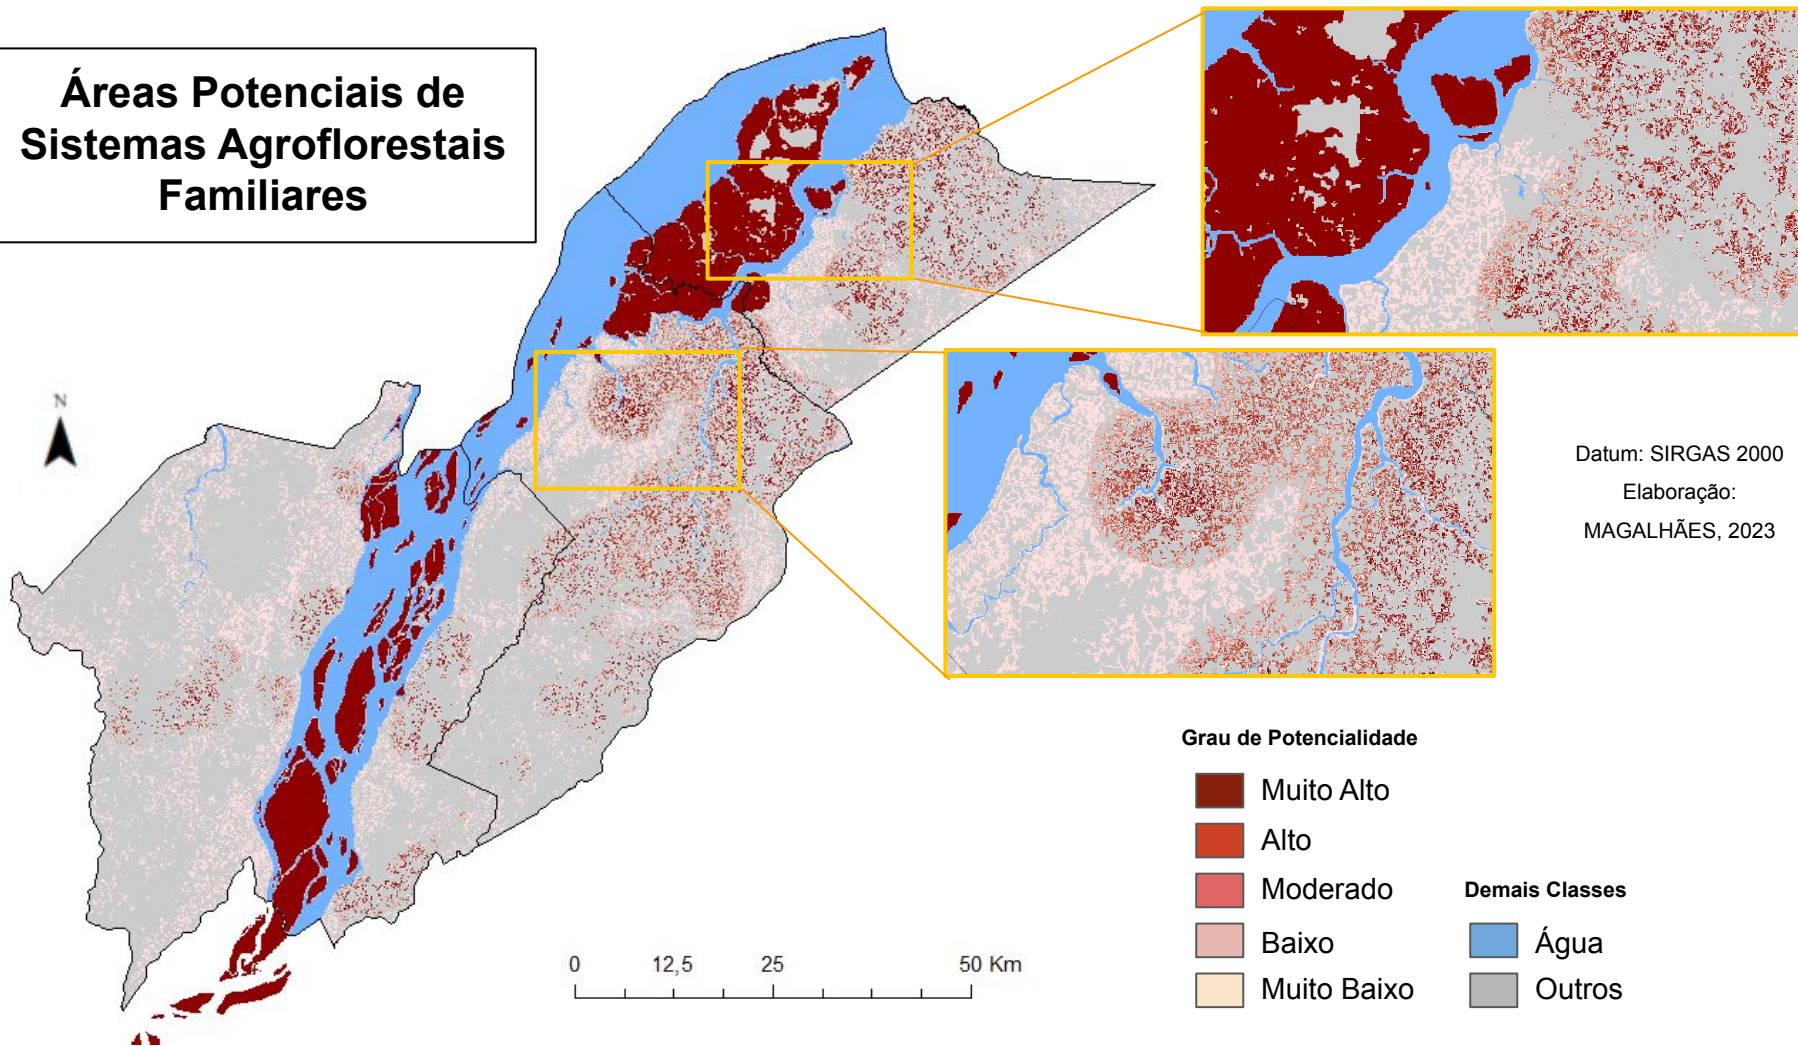 Áreas Potenciais de
Sistemas Agroflorestais
Familiares
N
Datum: SIRGAS 2000
Elaboração:
MAGALHÃES, 2023
Grau de Potencialidade
Muito Alto
Alto
Moderado
Baixo
Muito Baixo
Demais Classes
Água
Outros
0 12,5 25 50 Km